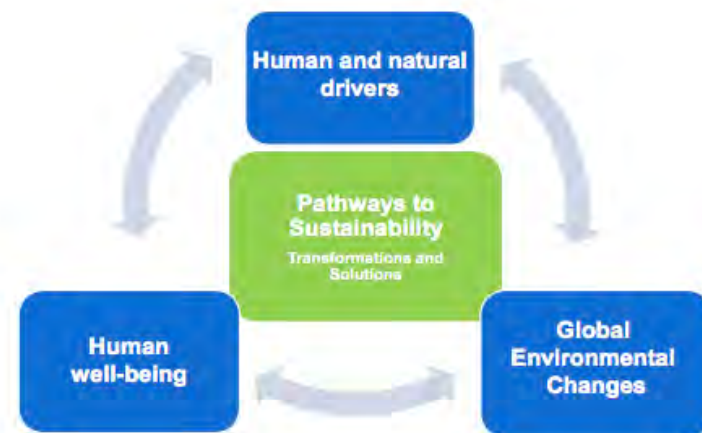 Human and natural
drivers
Pathways to
Sustainability
Transformations and
Solutions
Human
well-being
Global
Environmental
Changes